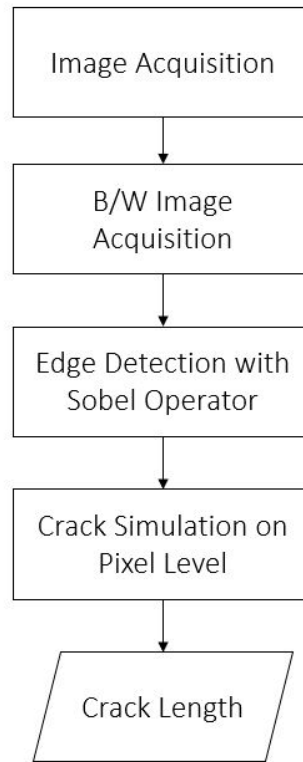 Image Acquisition
B/W Image
Acquisition
Edge Detection with
Sobel Operator
Crack Simulation on
Pixel Level
Crack Length